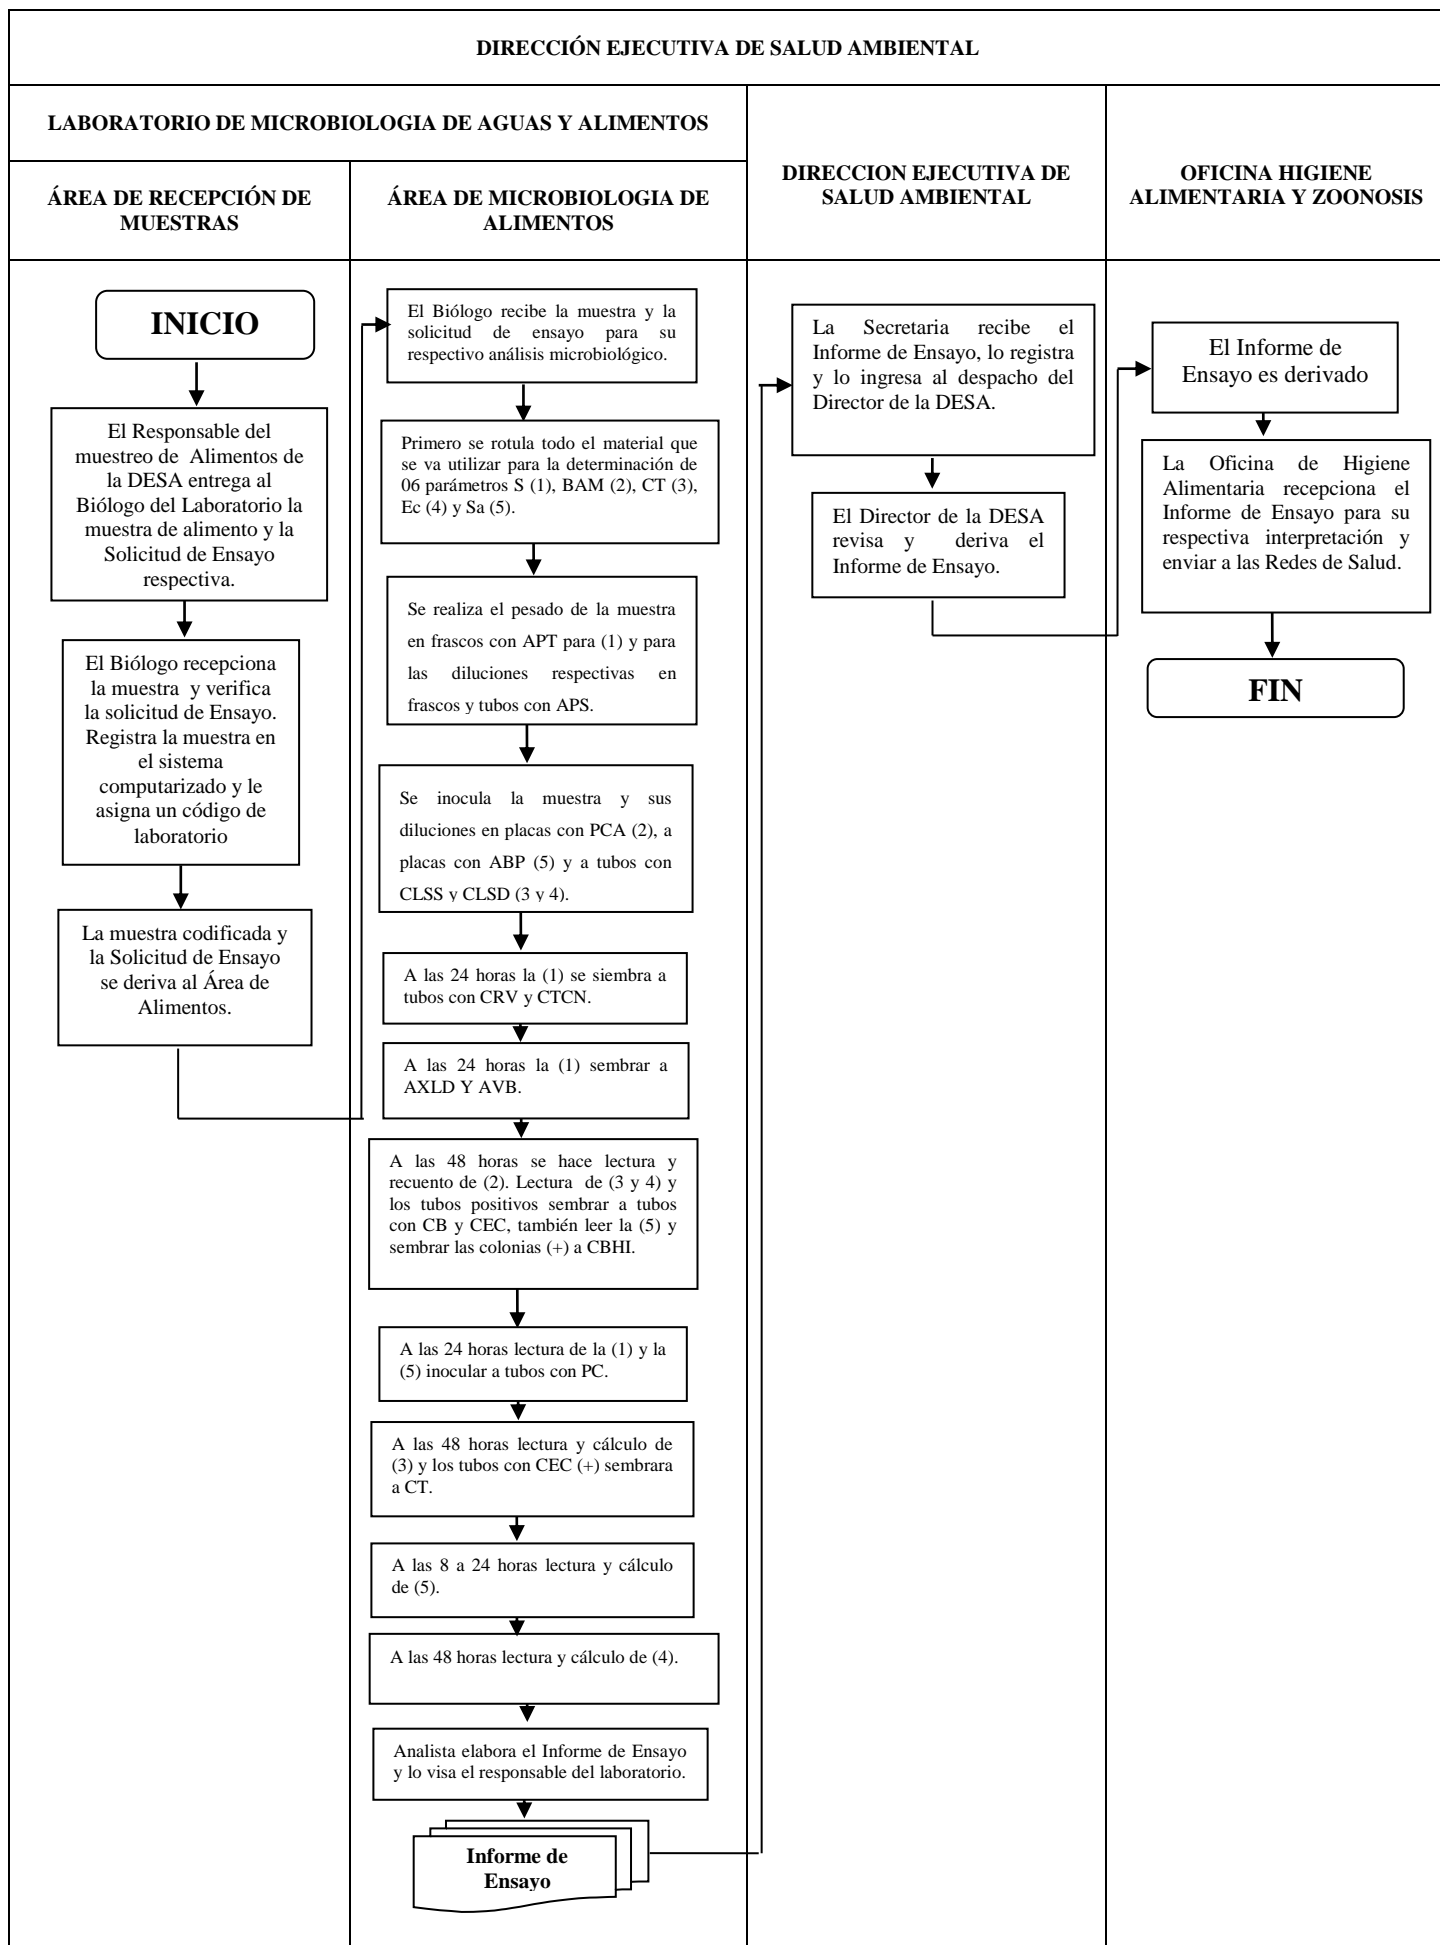 DIRECCIÓN EJECUTIVA DE SALUD AMBIENTAL
LABORATORIO DE MICROBIOLOGIA DE AGUAS Y ALIMENTOS
DIRECCION EJECUTIVA DE
SALUD AMBIENTAL
OFICINA HIGIENE
ALIMENTARIA Y ZOONOSIS
ÁREA DE RECEPCIÓN DE
MUESTRAS
ÁREA DE MICROBIOLOGIA DE
ALIMENTOS
INICIO
El Responsable del
muestreo de Alimentos de
la DESA entrega al
Biólogo del Laboratorio la
muestra de alimento y la
Solicitud de Ensayo
respectiva.
El Biólogo recepciona
la muestra y verifica
la solicitud de Ensayo.
Registra la muestra en
el sistema
computarizado y le
asigna un código de
laboratorio
La muestra codificada y
la Solicitud de Ensayo
se deriva al Área de
Alimentos.
El Biólogo recibe la muestra y la
solicitud de ensayo para su
respectivo análisis microbiológico.
Primero se rotula todo el material que
se va utilizar para la determinación de
06 parámetros S (1), BAM (2), CT (3),
Ec (4) y Sa (5).
Se realiza el pesado de la muestra
en frascos con APT para (1) y para
las diluciones respectivas en
frascos y tubos con APS.
Se inocula la muestra y sus
diluciones en placas con PCA (2), a
placas con ABP (5) y a tubos con
CLSS y CLSD (3 y 4).
A las 24 horas la (1) se siembra a
tubos con CRV y CTCN.
A las 24 horas la (1) sembrar a
AXLD Y AVB.
A las 48 horas se hace lectura y
recuento de (2). Lectura de (3 y 4) y
los tubos positivos sembrar a tubos
con CB y CEC, también leer la (5) y
sembrar las colonias (+) a CBHI.
A las 24 horas lectura de la (1) y la
(5) inocular a tubos con PC.
A las 48 horas lectura y cálculo de
(3) y los tubos con CEC (+) sembrara
a CT.
A las 8 a 24 horas lectura y cálculo
de (5).
A las 48 horas lectura y cálculo de (4).
Analista elabora el Informe de Ensayo
y lo visa el responsable del laboratorio.
Informe de
Ensayo
La Secretaria recibe el
Informe de Ensayo, lo registra
y lo ingresa al despacho del
Director de la DESA.
El Director de la DESA
revisa y deriva el
Informe de Ensayo.
El Informe de
Ensayo es derivado
La Oficina de Higiene
Alimentaria recepciona el
Informe de Ensayo para su
respectiva interpretación y
enviar a las Redes de Salud.
FIN